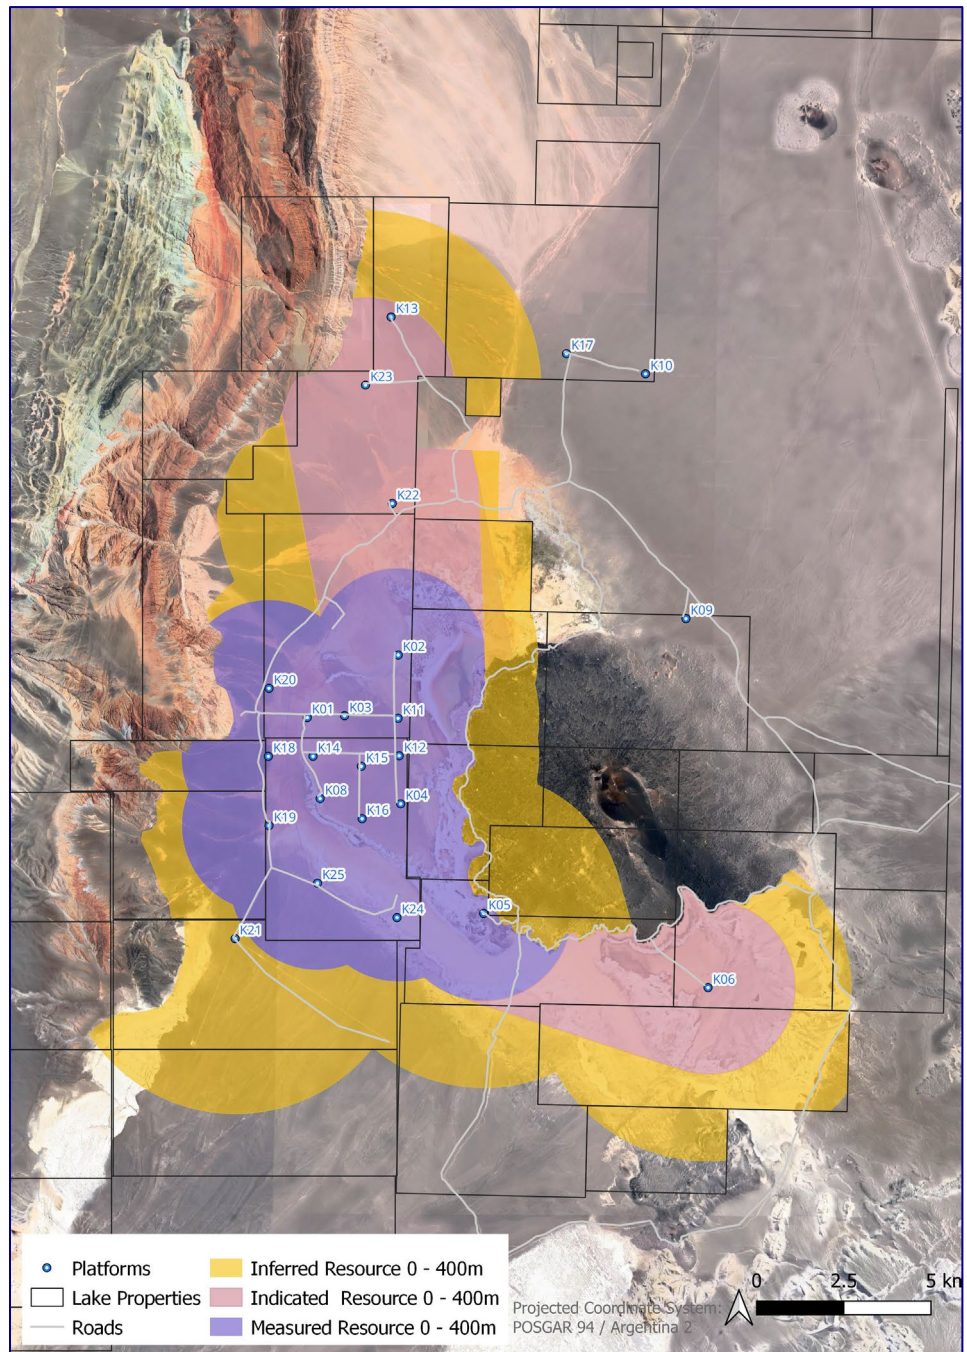 K13
K17
K10
K23
K22
K09
K02
K20
K01
K03
K11
K18
K14
K15
K12
K08
K04
K16
K19
K25
K24
K05
K21
K06
Platforms
Lake Properties
Roads
Inferred Resource 0 - 400m
Indicated Resource 0 - 400m
Measured Resource 0 - 400m
Projected Coordinate System:
POSGAR 94 / Argentina 2
0 2.5 5 km